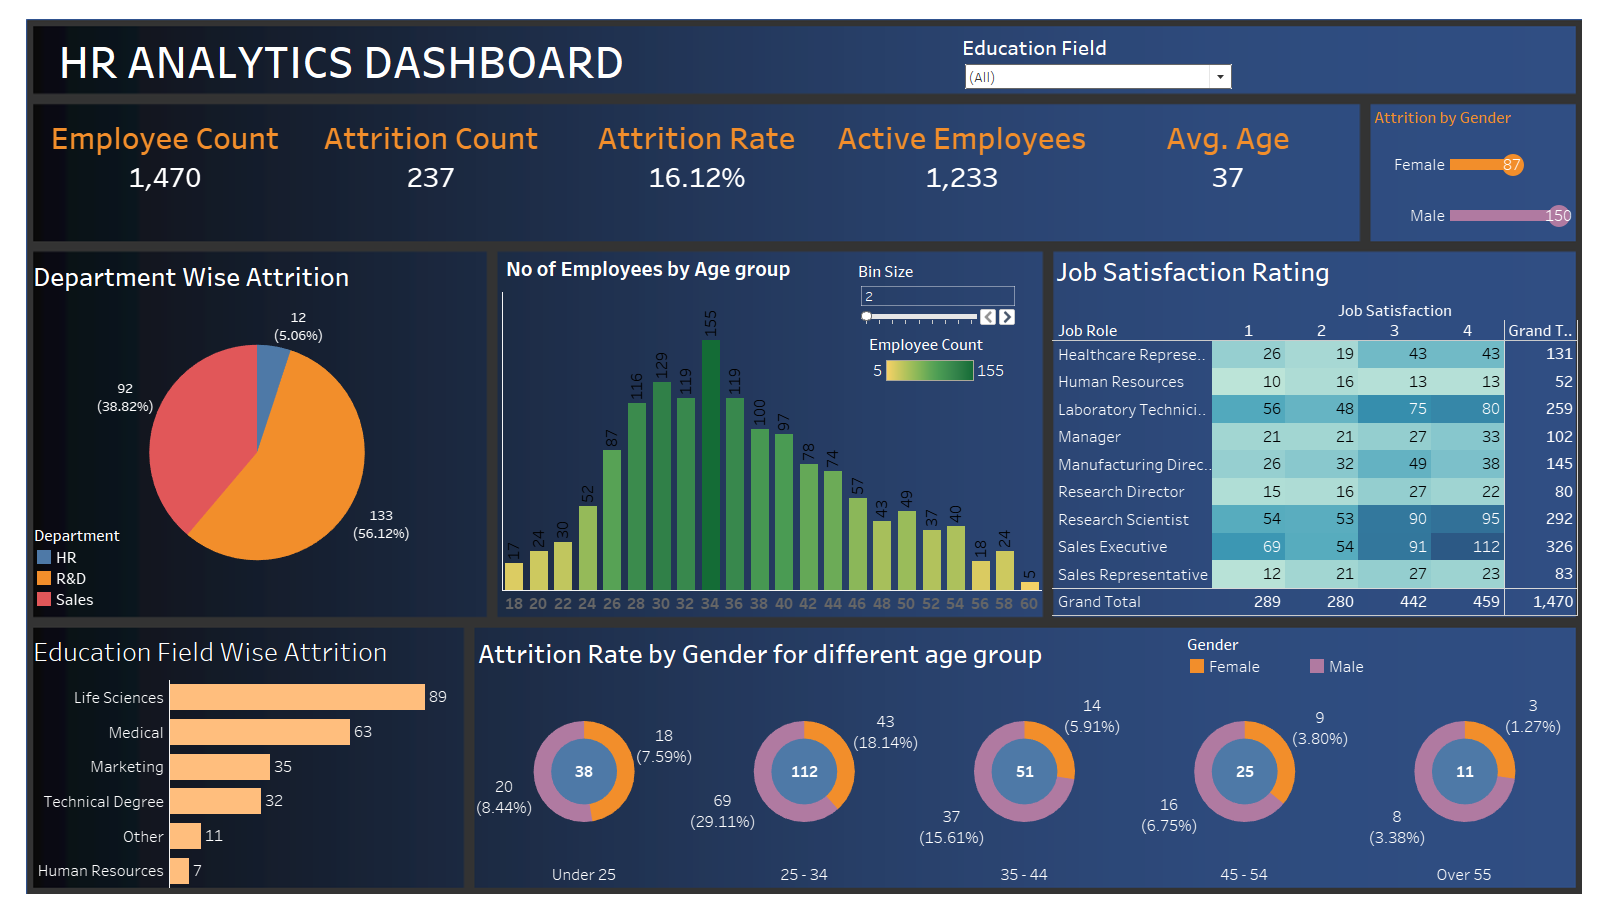 HR ANALYTICS DASHBOARD
Education Field
(All)
Employee Count
1,470
Attrition Count
237
Attrition Rate
16.12%
Active Employees
1,233
Avg. Age
37
Attrition by Gender
Female 87
Male 150
Department Wise Attrition
12
(5.06%)
92
(38.82%)
133
(56.12%)
Department
HR
R&D
Sales
No of Employees by Age group
Bin Size
2
Employee Count
5 155
17 24 30 52 87 116 129 119 155 119 100 97 78 74 57 43 49 37 40 18 24 5
18 20 22 24 26 28 30 32 34 36 38 40 42 44 46 48 50 52 54 56 58 60
Job Satisfaction Rating
Job Satisfaction
Job Role 1 2 3 4 Grand T..
Healthcare Represe.. 26 19 43 43 131
Human Resources 10 16 13 13 52
Laboratory Technici.. 56 48 75 80 259
Manager 21 21 27 33 102
Manufacturing Direc.. 26 32 49 38 145
Research Director 15 16 27 22 80
Research Scientist 54 53 90 95 292
Sales Executive 69 54 91 112 326
Sales Representative 12 21 27 23 83
Grand Total 289 280 442 459 1,470
Education Field Wise Attrition
Life Sciences 89
Medical 63
Marketing 35
Technical Degree 32
Other 11
Human Resources 7
Attrition Rate by Gender for different age group
Gender
Female Male
38
18
(7.59%)
20
(8.44%)
Under 25
112
43
(18.14%)
69
(29.11%)
25 - 34
51
14
(5.91%)
37
(15.61%)
35 - 44
25
9
(3.80%)
16
(6.75%)
45 - 54
11
3
(1.27%)
8
(3.38%)
Over 55